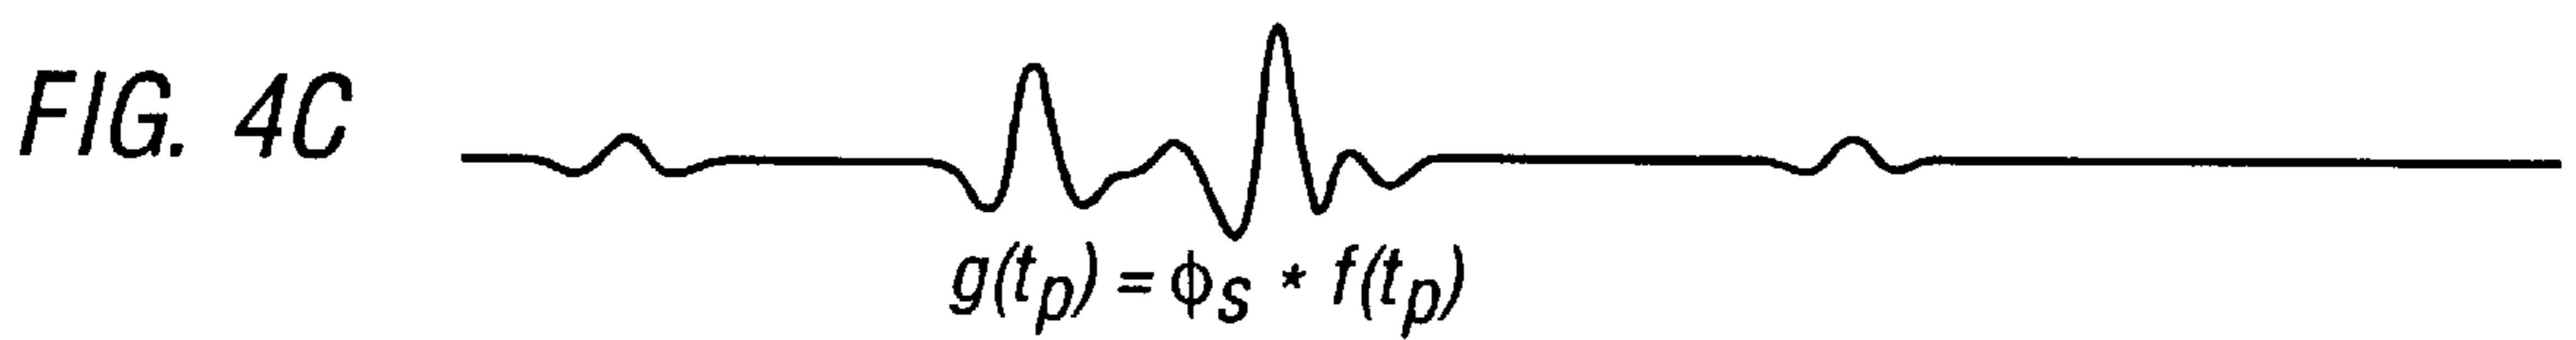 FIG. 4C
g(tₚ) = ϕₛ * f(tₚ)